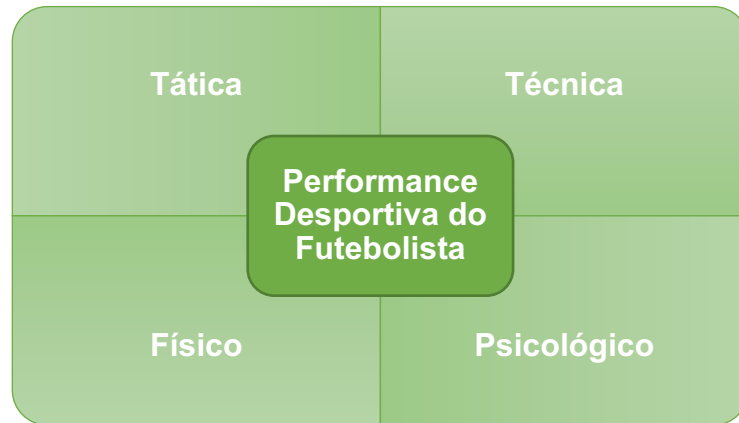 Tática
Técnica
Performance
Desportiva do
Futebolista
Físico
Psicológico